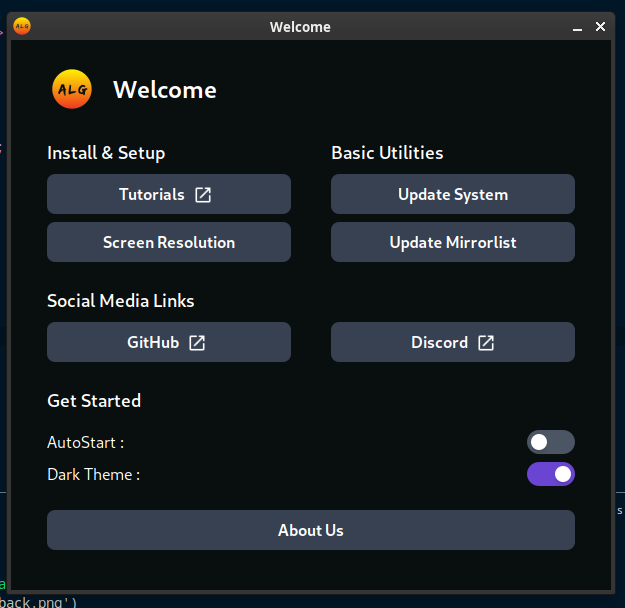 ALG
Welcome
ALG
Welcome
Install & Setup
Basic Utilities
Tutorials
Update System
Screen Resolution
Update Mirrorlist
Social Media Links
GitHub
Discord
Get Started
AutoStart :
Dark Theme :
s
About Us
a
back.png')